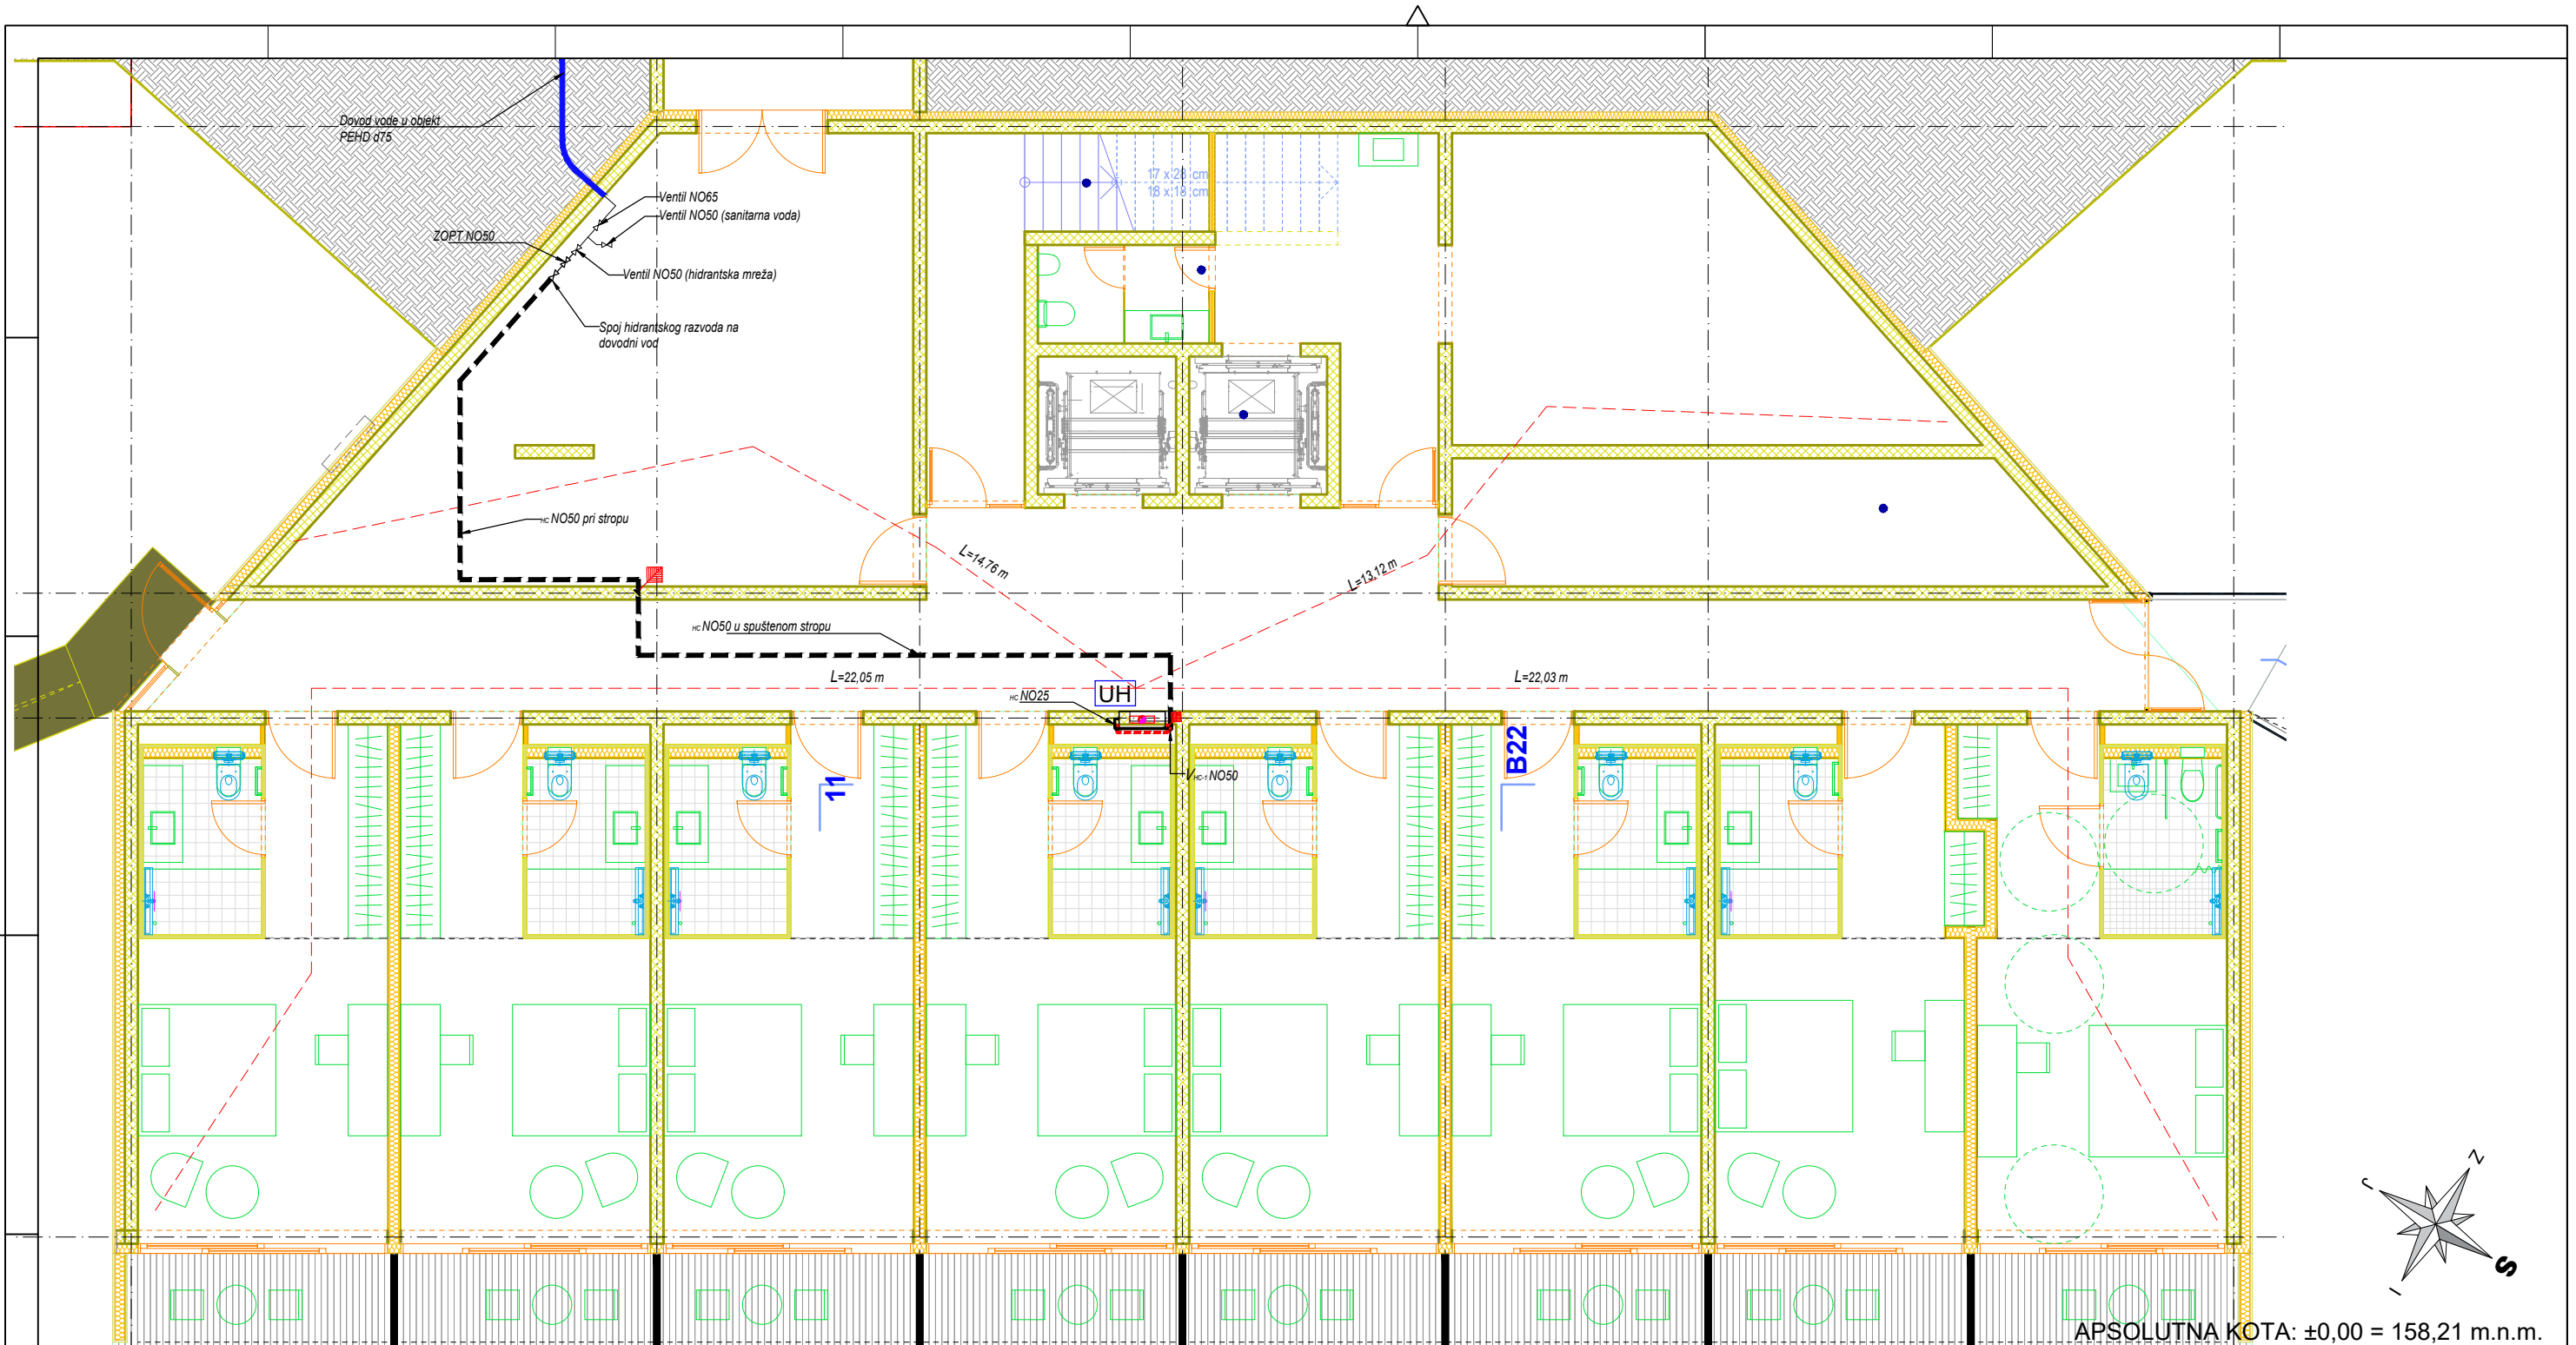 Dovod vode u objekt
PEHD d75
Ventil NO65
Ventil NO50 (sanitarna voda)
ZOPT NO50
Ventil NO50 (hidrantska mreža)
Spoj hidrantskog razvoda na
dovodni vod
17 x 28 cm
18 x 18 cm
HC NO50 pri stropu
L=14,76 m
L=13,12 m
HC NO50 u spuštenom stropu
L=22,05 m
L=22,03 m
HC NO25
UH
VHC-1 NO50
11
B22
J
Z
S
I
APSOLUTNA KOTA: ±0,00 = 158,21 m.n.m.